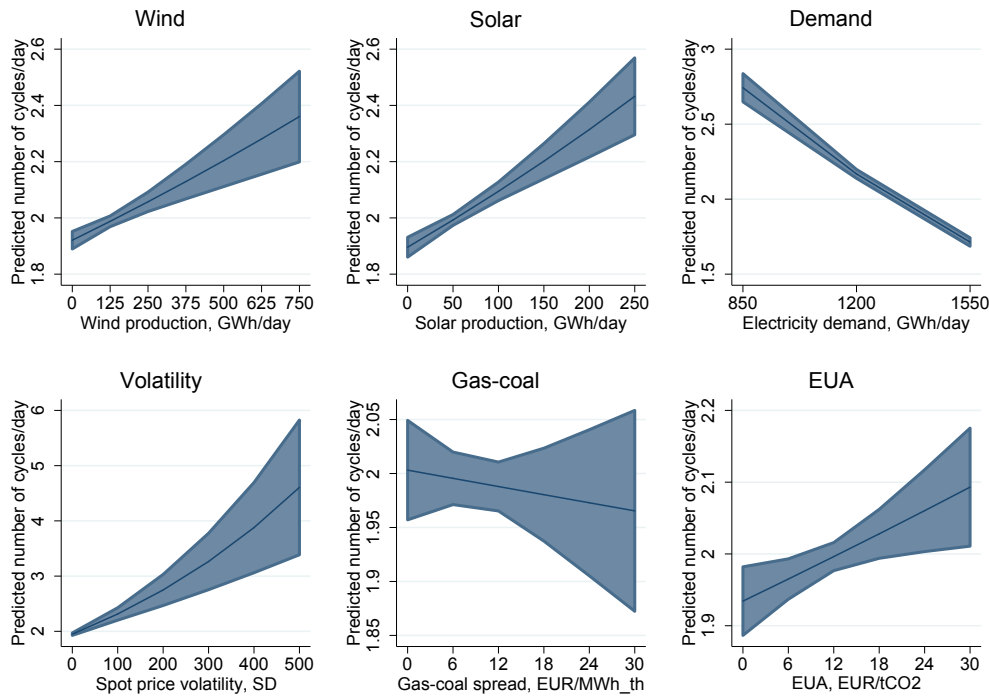 Wind
Predicted number of cycles/day
2.6
2.4
2.2
2
1.8
0 125 250 375 500 625 750
Wind production, GWh/day
Solar
Predicted number of cycles/day
2.6
2.4
2.2
2
1.8
0 50 100 150 200 250
Solar production, GWh/day
Demand
Predicted number of cycles/day
3
2.5
2
1.5
850 1200 1550
Electricity demand, GWh/day
Volatility
Predicted number of cycles/day
6
5
4
3
2
0 100 200 300 400 500
Spot price volatility, SD
Gas-coal
Predicted number of cycles/day
2.05
2
1.95
1.9
1.85
0 6 12 18 24 30
Gas-coal spread, EUR/MWh_th
EUA
Predicted number of cycles/day
2.2
2.1
2
1.9
0 6 12 18 24 30
EUA, EUR/tCO2